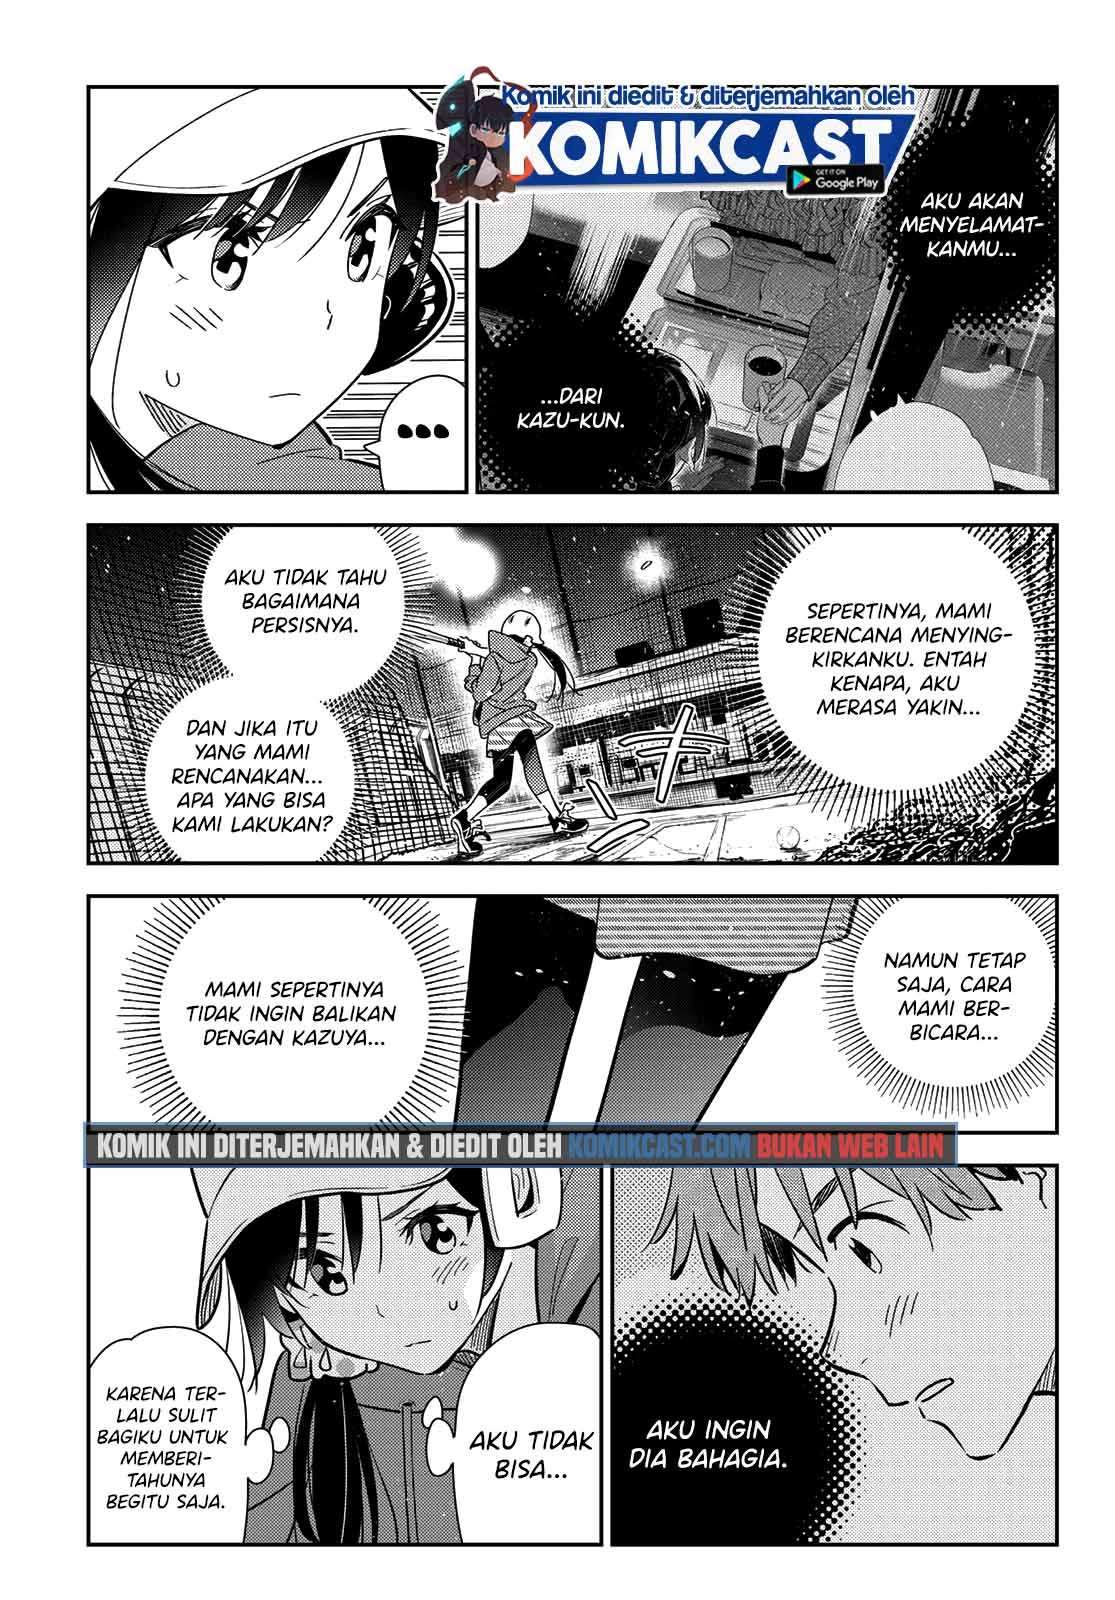 Komik ini diedit & diterjemahkan oleh
KOMIKCAST
GET IT ON
Google Play
AKU AKAN
MENYELAMAT-
KANMU...
...DARI
KAZU-KUN.
SEPERTINYA, MAMI
BERENCANA MENYING-
KIRKANKU. ENTAH
KENAPA, AKU
MERASA YAKIN...
AKU TIDAK TAHU
BAGAIMANA
PERSISNYA.
DAN JIKA ITU
YANG MAMI
RENCANAKAN...
APA YANG BISA
KAMI LAKUKAN?
NAMUN TETAP
SAJA, CARA
MAMI BER-
BICARA...
MAMI SEPERTINYA
TIDAK INGIN BALIKAN
DENGAN KAZUYA...
KOMIK INI DITERJEMAHKAN & DIEDIT OLEH KOMIKCAST.COM BUKAN WEB LAIN
AKU INGIN
DIA BAHAGIA.
AKU TIDAK
BISA...
KARENA TER-
LALU SULIT
BAGIKU UNTUK
MEMBERI-
TAHUNYA
BEGITU SAJA.